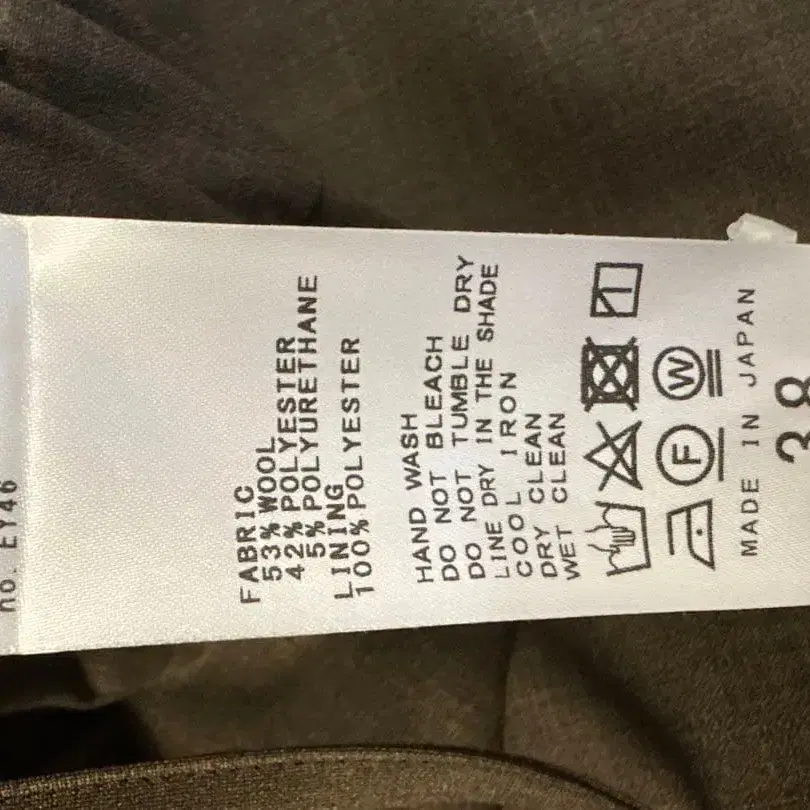 no. EY46
FABRIC
53% WOOL
42% POLYESTER
5% POLYURETHANE
LINING
100% POLYESTER
HAND WASH
DO NOT BLEACH
DO NOT TUMBLE DRY
LINE DRY IN THE SHADE
COOL IRON
DRY CLEAN
WET CLEAN
F W
MADE IN JAPAN
38